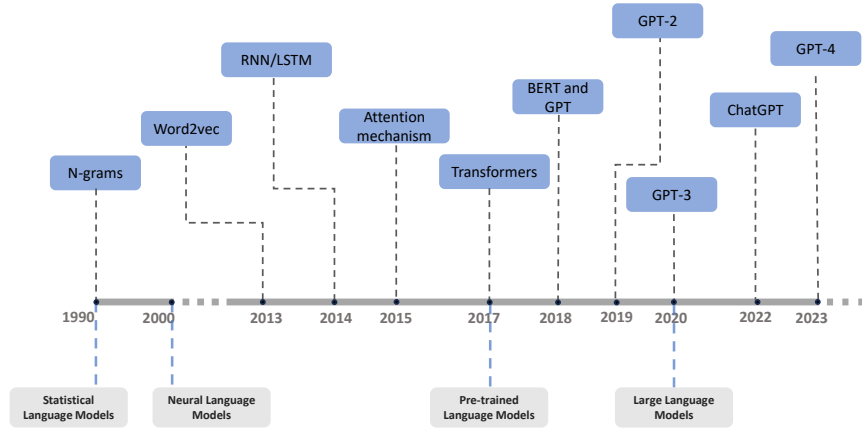 GPT-2
RNN/LSTM
GPT-4
BERT and
GPT
Word2vec
Attention
mechanism
ChatGPT
N-grams
Transformers
GPT-3
1990
2000
2013
2014
2015
2017
2018
2019
2020
2022
2023
Statistical
Language Models
Neural Language
Models
Pre-trained
Language Models
Large Language
Models